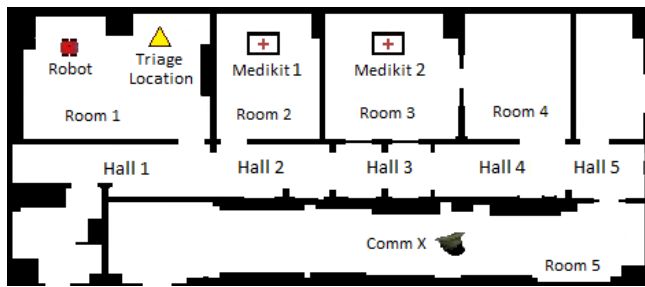 Robot
Triage
Location
Medikit 1
Medikit 2
Room 1
Room 2
Room 3
Room 4
Hall 1
Hall 2
Hall 3
Hall 4
Hall 5
Comm X
Room 5